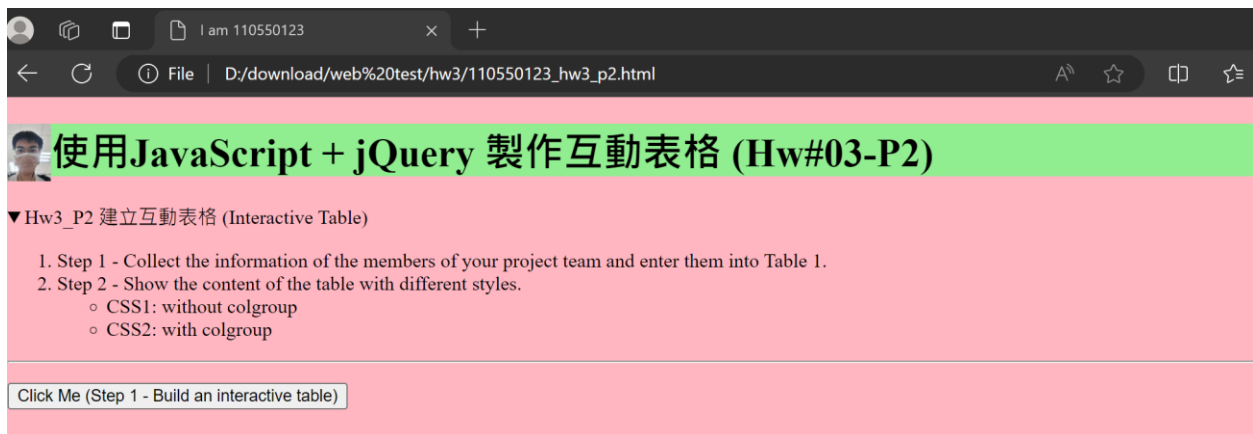 I am 110550123
File D:/download/web%20test/hw3/110550123_hw3_p2.html
使用JavaScript + jQuery 製作互動表格 (Hw#03-P2)
▼Hw3_P2 建立互動表格 (Interactive Table)
1. Step 1 - Collect the information of the members of your project team and enter them into Table 1.
2. Step 2 - Show the content of the table with different styles.
◦ CSS1: without colgroup
◦ CSS2: with colgroup
Click Me (Step 1 - Build an interactive table)